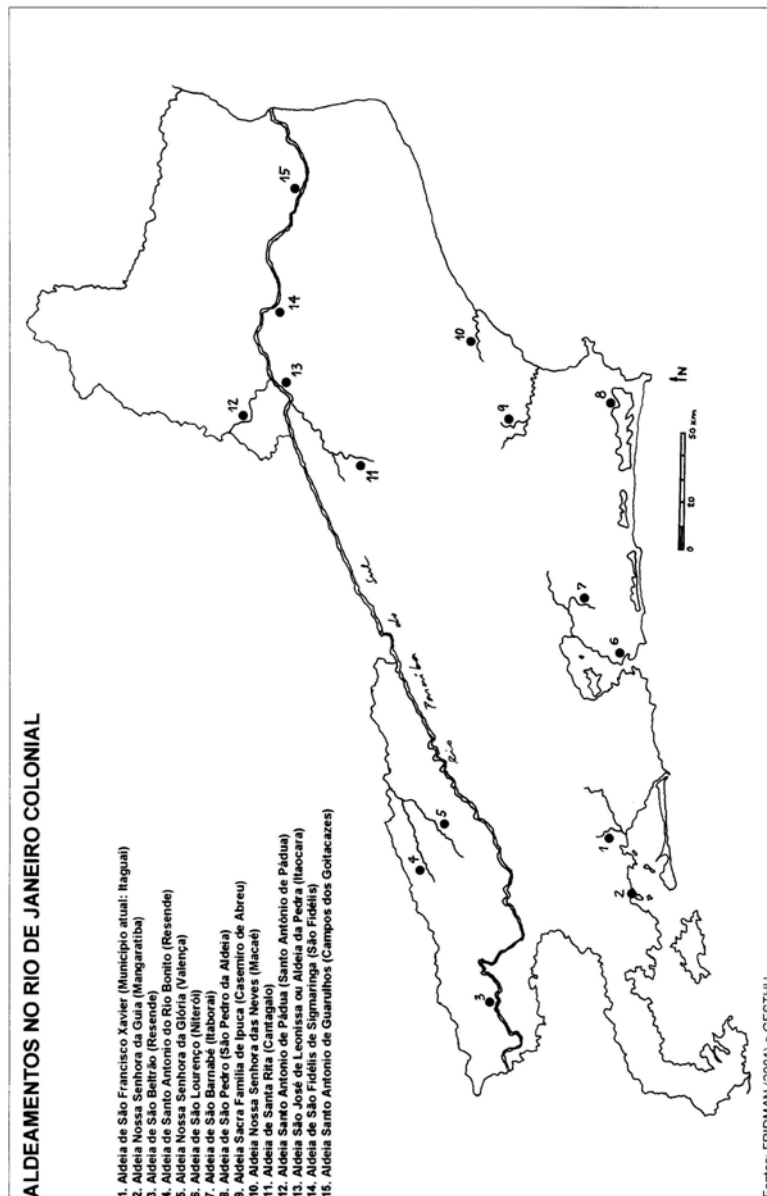 ALDEAMENTOS NO RIO DE JANEIRO COLONIAL
1. Aldeia de São Francisco Xavier (Município atual: Itaguaí)
2. Aldeia Nossa Senhora da Guia (Mangaratiba)
3. Aldeia de São Beltrão (Resende)
4. Aldeia de Santo Antonio do Rio Bonito (Resende)
5. Aldeia Nossa Senhora da Glória (Valença)
6. Aldeia de São Lourenço (Niterói)
7. Aldeia de São Barnabé (Itaboraí)
8. Aldeia de São Pedro (São Pedro da Aldeia)
9. Aldeia Sacra Família de Ipuca (Casemiro de Abreu)
10. Aldeia Nossa Senhora das Neves (Macaé)
11. Aldeia de Santa Rita (Cantagalo)
12. Aldeia Santo Antonio de Pádua (Santo Antônio de Pádua)
13. Aldeia São José de Leonissa ou Aldeia da Pedra (Itaocara)
14. Aldeia de São Fidélis de Sigmaringa (São Fidélis)
15. Aldeia Santo Antonio de Guarulhos (Campos dos Goitacazes)
4
5
3
Rio Paraiba do Sul
12
13
14
15
11
10
9
8
7
6
1
2
N
0 20 50 km
Fonte: FRIDMAN (2004) - GESTHU